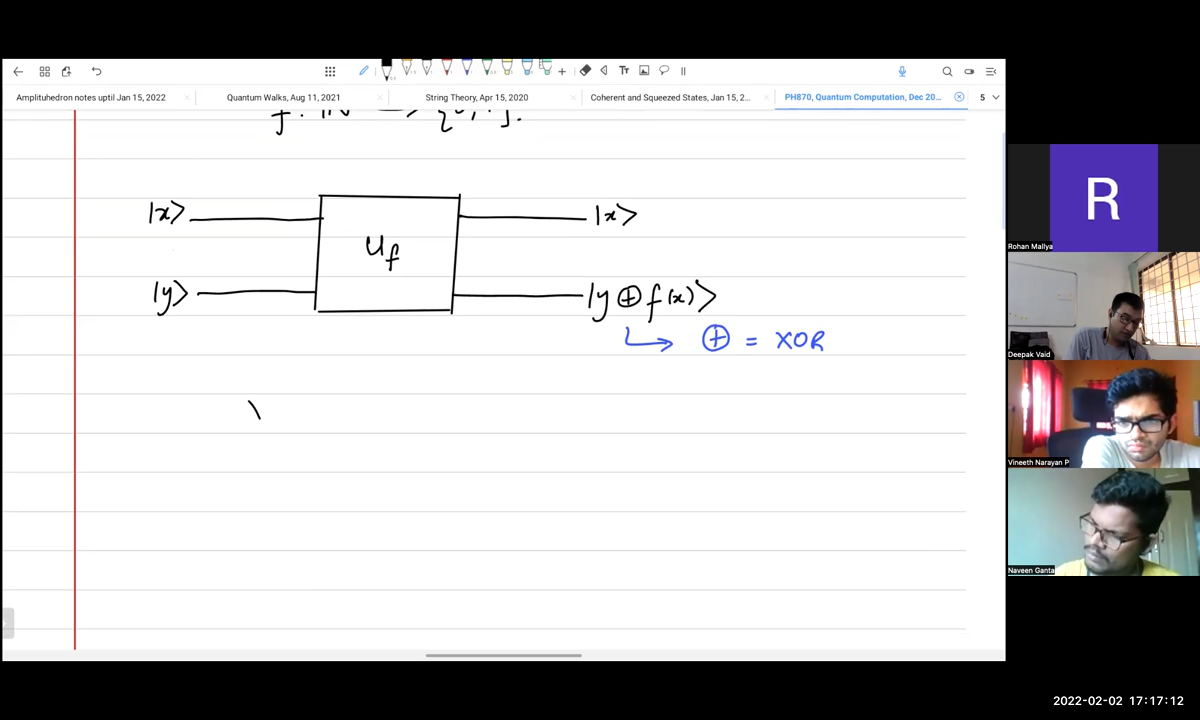 Amplituhedron notes uptil Jan 15, 2022
Quantum Walks, Aug 11, 2021
String Theory, Apr 15, 2020
Coherent and Squeezed States, Jan 15, 2...
PH870, Quantum Computation, Dec 20...
5
Tт
|x>
U_f
|x>
|y>
|y ⊕ f(x)>
⊕ = XOR
R
Rohan Mallya
Deepak Vaid
Vineeth Narayan P
Naveen Ganta
2022-02-02 17:17:12